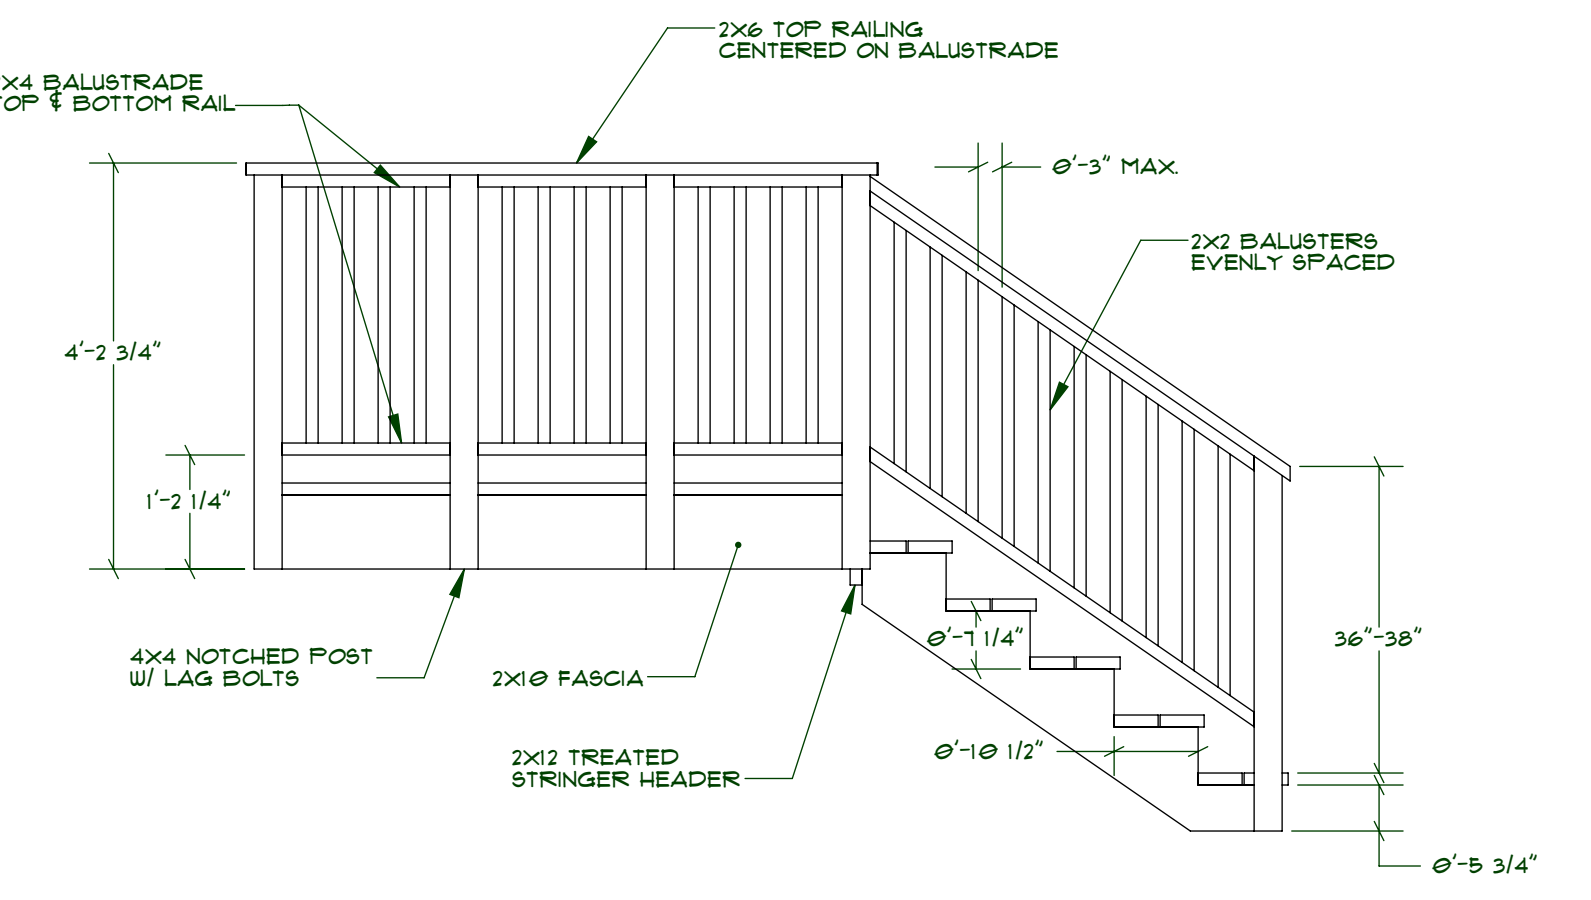 2X6 TOP RAILING
CENTERED ON BALUSTRADE
X4 BALUSTRADE
TOP & BOTTOM RAIL
0'-3" MAX.
2X2 BALUSTERS
EVENLY SPACED
4'-2 3/4"
1'-2 1/4"
0'-7 1/4"
36"-38"
4X4 NOTCHED POST
W/ LAG BOLTS
2X10 FASCIA
0'-10 1/2"
2X12 TREATED
STRINGER HEADER
0'-5 3/4"